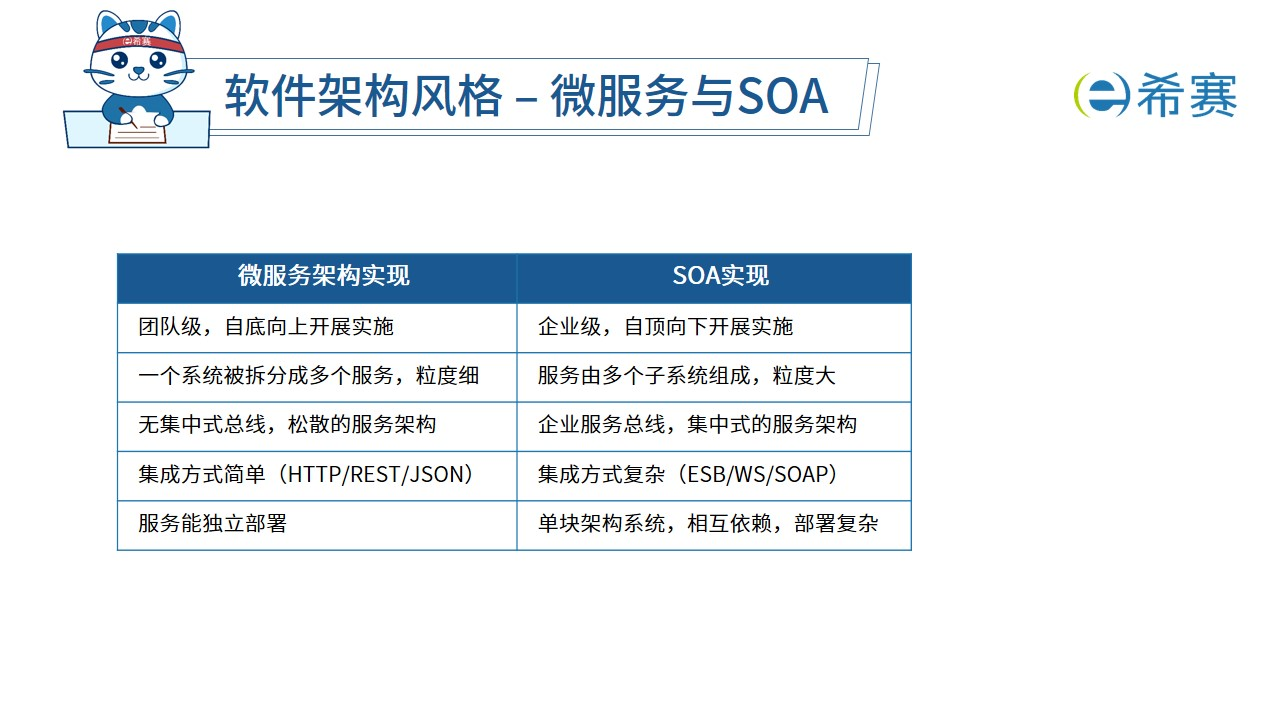 希赛
软件架构风格 – 微服务与SOA
希赛
微服务架构实现
SOA实现
团队级，自底向上开展实施
企业级，自顶向下开展实施
一个系统被拆分成多个服务，粒度细
服务由多个子系统组成，粒度大
无集中式总线，松散的服务架构
企业服务总线，集中式的服务架构
集成方式简单（HTTP/REST/JSON）
集成方式复杂（ESB/WS/SOAP）
服务能独立部署
单块架构系统，相互依赖，部署复杂